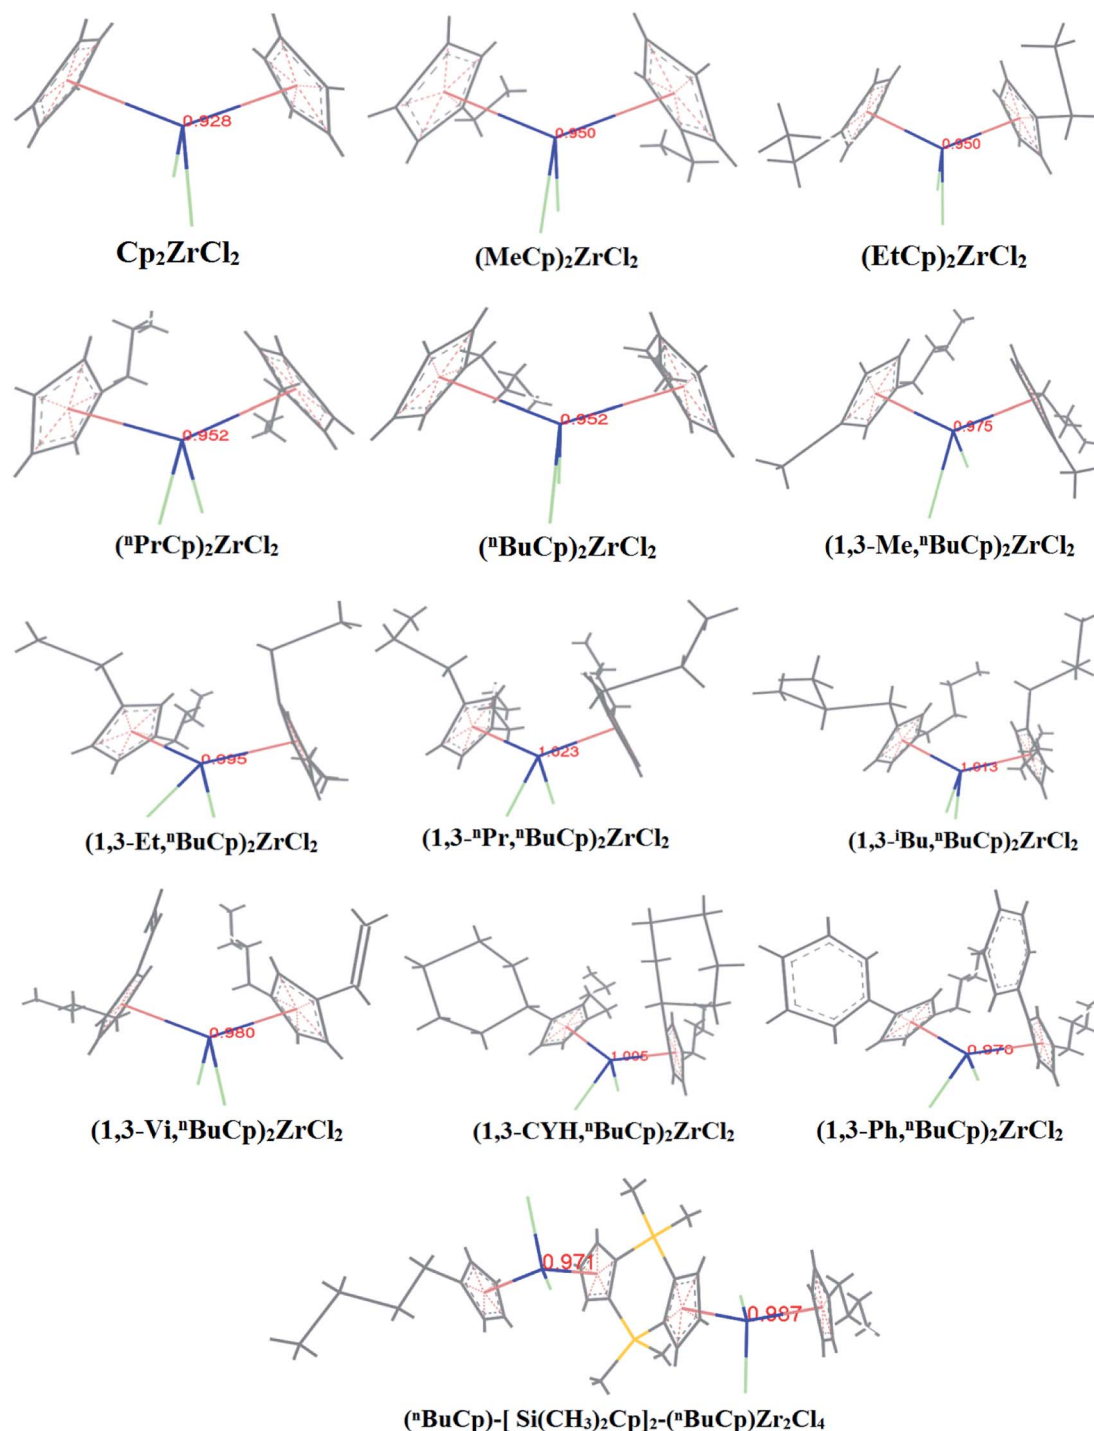 0.928
0.950
0.950
Cp₂ZrCl₂
(MeCp)₂ZrCl₂
(EtCp)₂ZrCl₂
0.952
0.952
0.975
(ⁿPrCp)₂ZrCl₂
(ⁿBuCp)₂ZrCl₂
(1,3-Me,ⁿBuCp)₂ZrCl₂
0.995
1.023
1.013
(1,3-Et,ⁿBuCp)₂ZrCl₂
(1,3-ⁿPr,ⁿBuCp)₂ZrCl₂
(1,3-ⁱBu,ⁿBuCp)₂ZrCl₂
0.980
(1,3-Vi,ⁿBuCp)₂ZrCl₂
(1,3-CYH,ⁿBuCp)₂ZrCl₂
(1,3-Ph,ⁿBuCp)₂ZrCl₂
0.971
0.987
(ⁿBuCp)-[ Si(CH₃)₂Cp]₂-(ⁿBuCp)Zr₂Cl₄